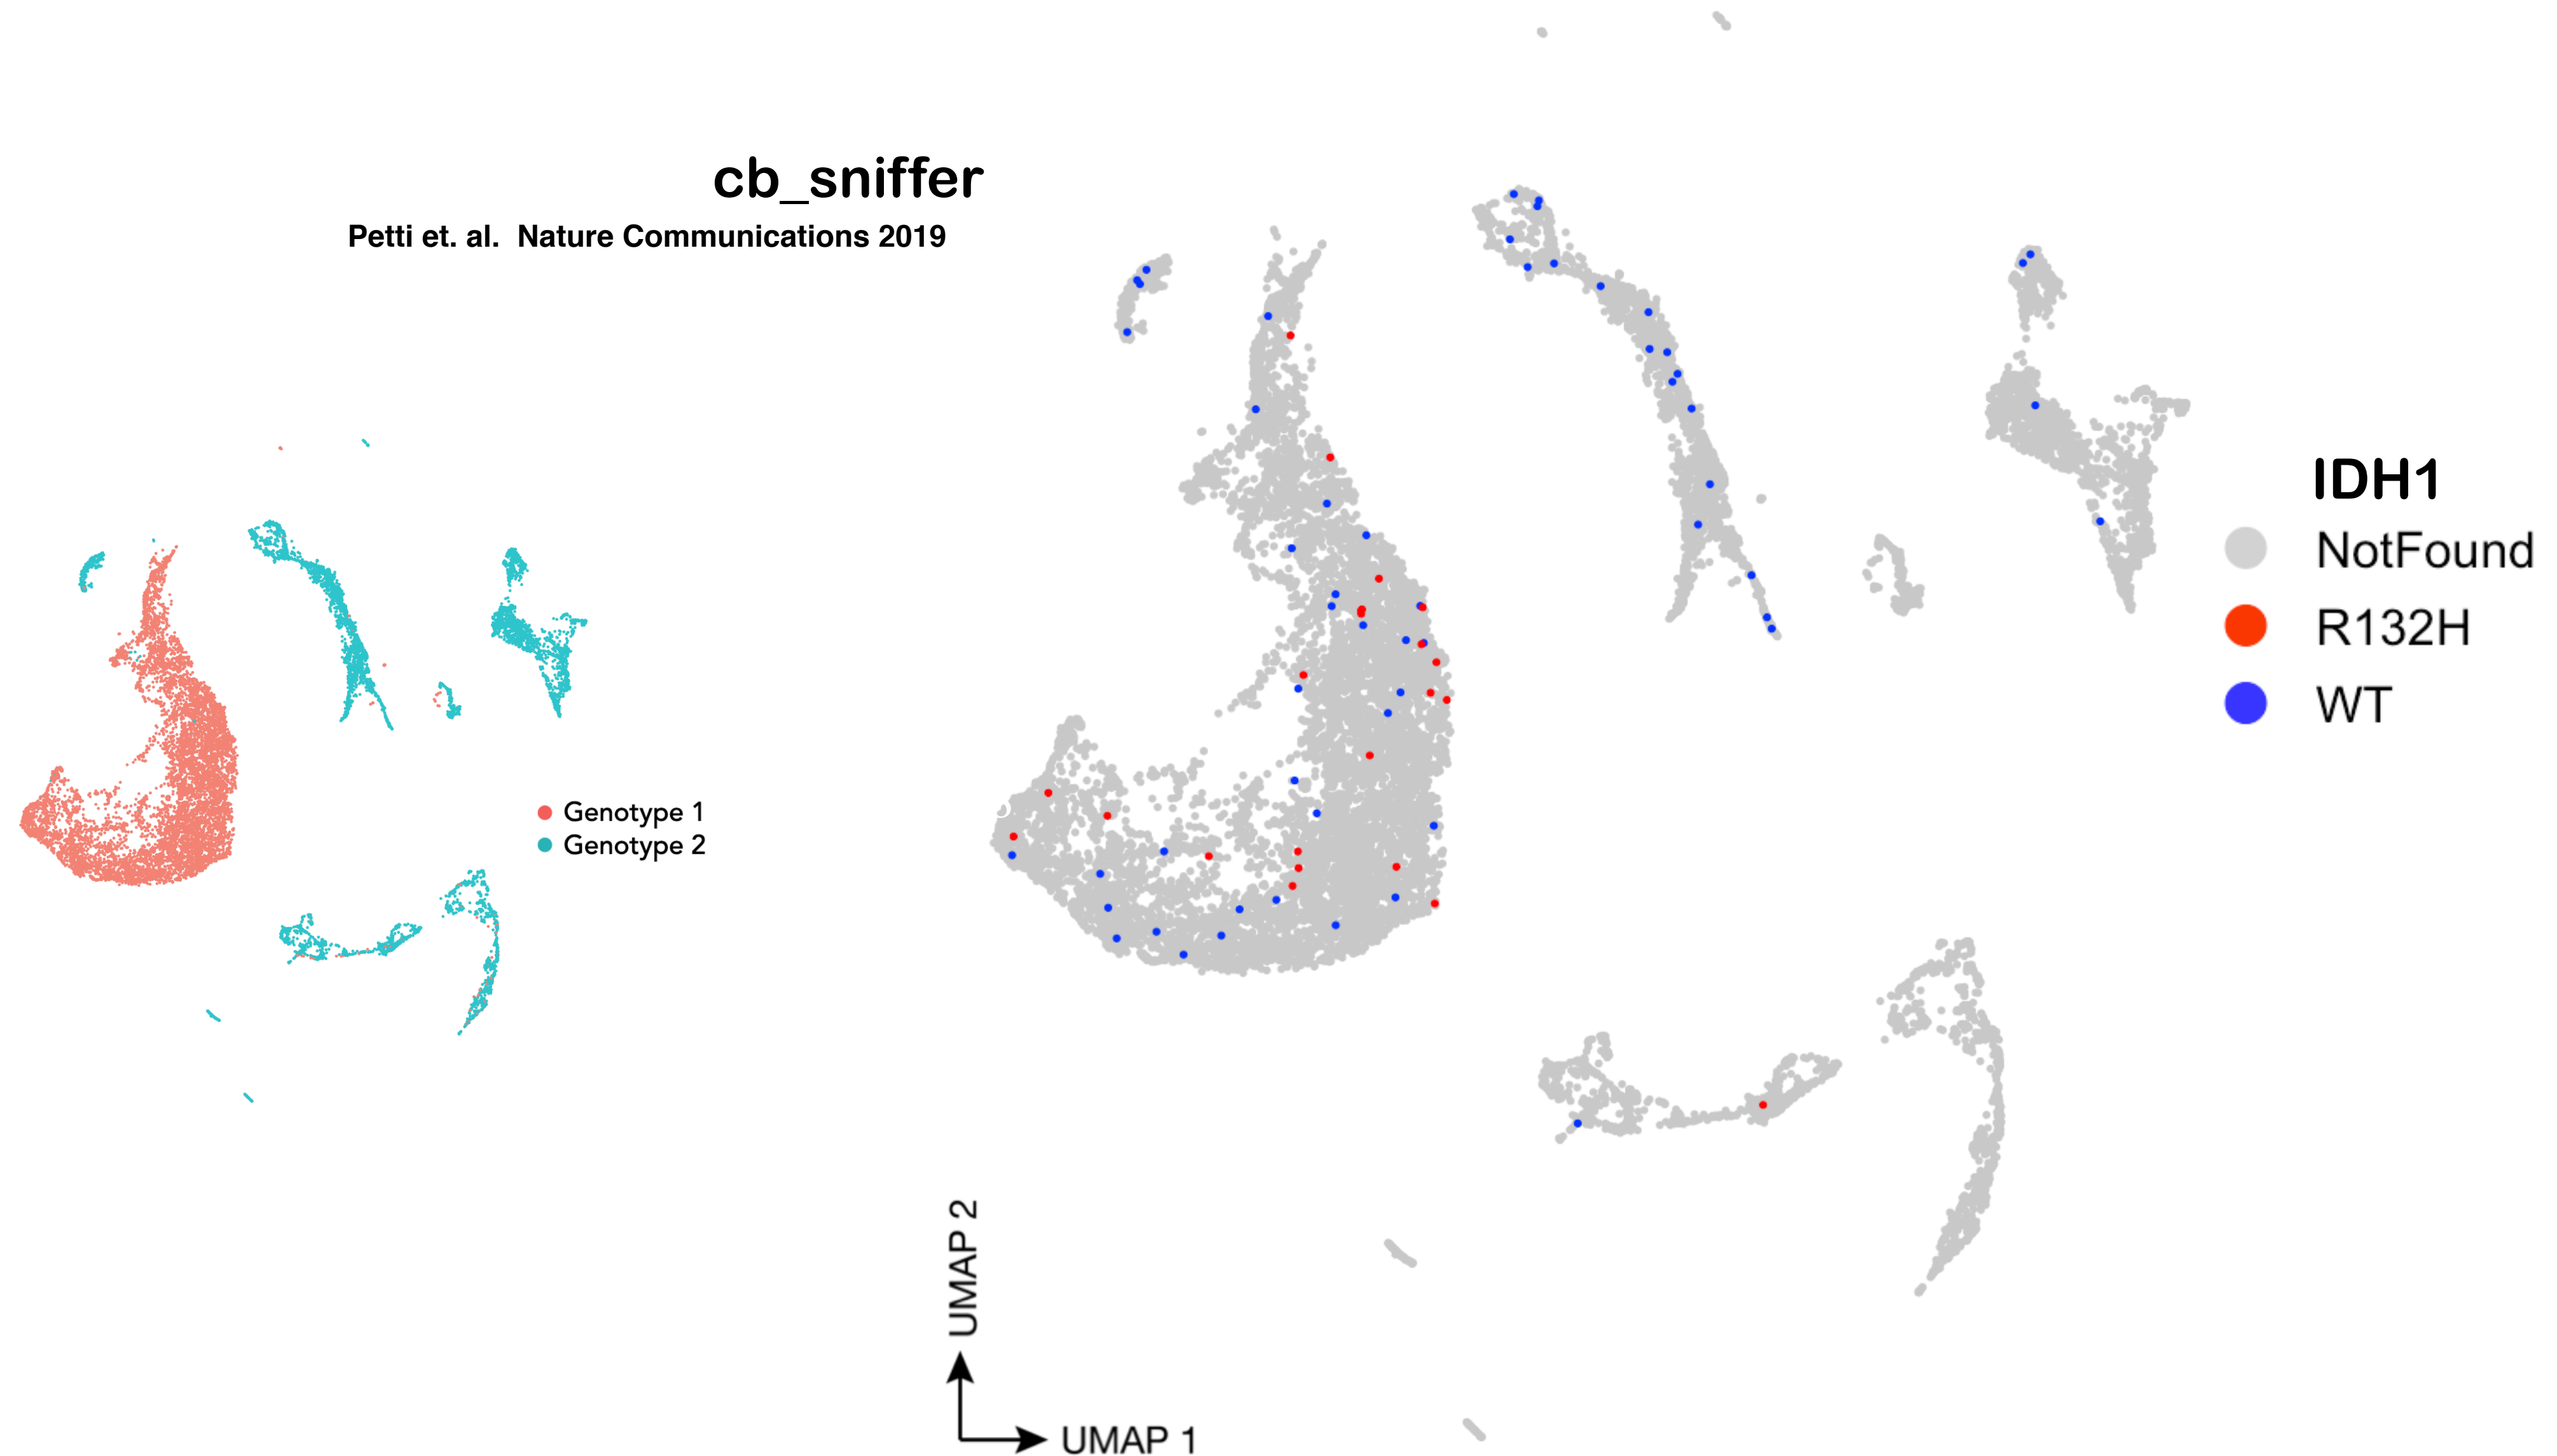 cb_sniffer
Petti et. al.  Nature Communications 2019
IDH1
NotFound
R132H
WT
Genotype 1
Genotype 2
UMAP 2
UMAP 1